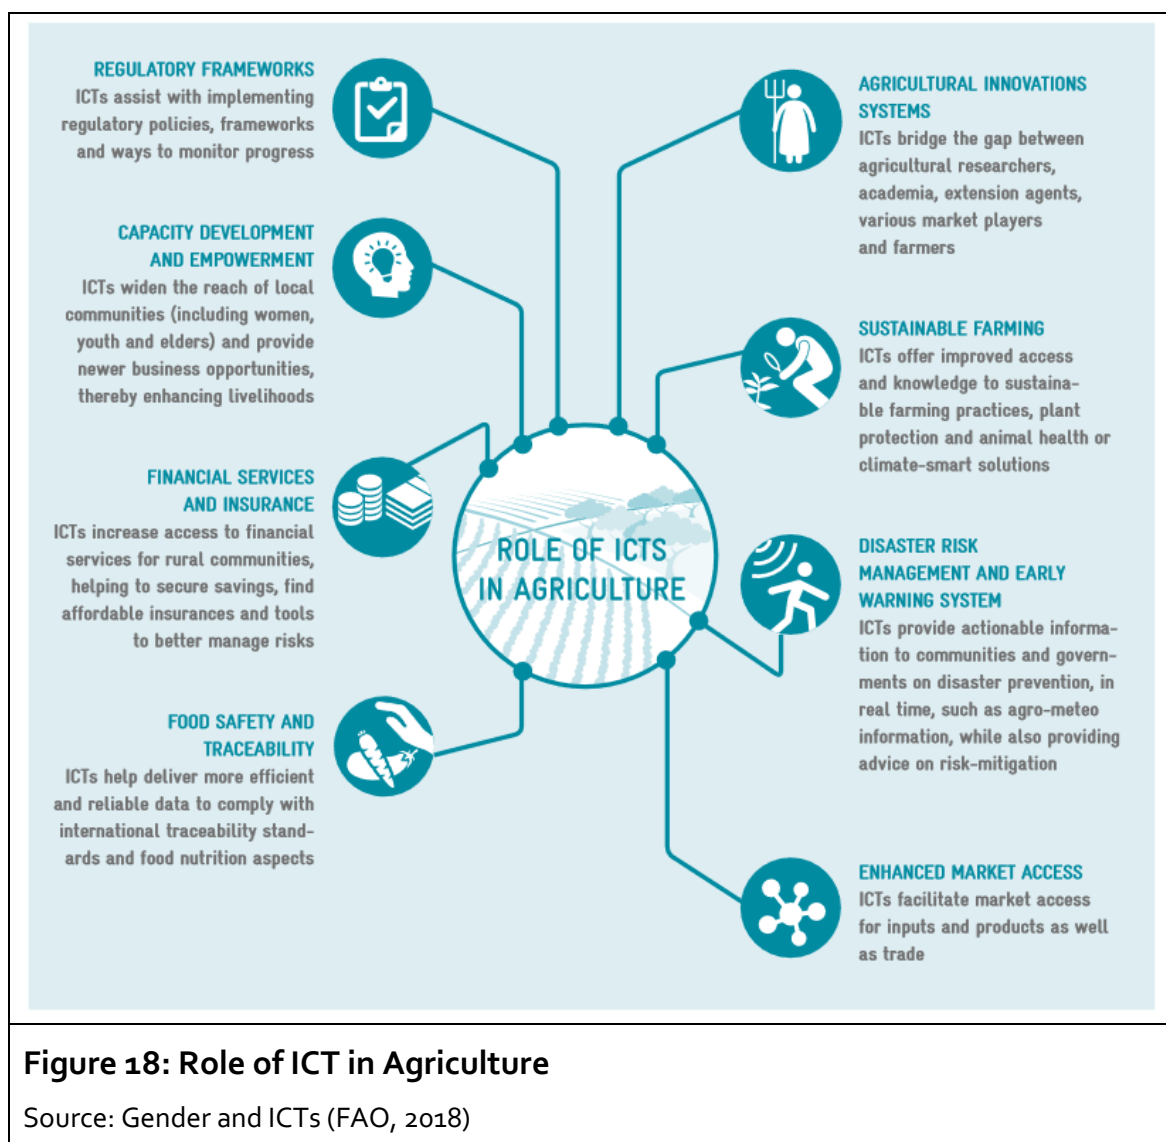 REGULATORY FRAMEWORKS
ICTs assist with implementing
regulatory policies, frameworks
and ways to monitor progress
CAPACITY DEVELOPMENT
AND EMPOWERMENT
ICTs widen the reach of local
communities (including women,
youth and elders) and provide
newer business opportunities,
thereby enhancing livelihoods
FINANCIAL SERVICES
AND INSURANCE
ICTs increase access to financial
services for rural communities,
helping to secure savings, find
affordable insurances and tools
to better manage risks
FOOD SAFETY AND
TRACEABILITY
ICTs help deliver more efficient
and reliable data to comply with
international traceability stand-
ards and food nutrition aspects
ROLE OF ICTS
IN AGRICULTURE
AGRICULTURAL INNOVATIONS
SYSTEMS
ICTs bridge the gap between
agricultural researchers,
academia, extension agents,
various market players
and farmers
SUSTAINABLE FARMING
ICTs offer improved access
and knowledge to sustaina-
ble farming practices, plant
protection and animal health or
climate-smart solutions
DISASTER RISK
MANAGEMENT AND EARLY
WARNING SYSTEM
ICTs provide actionable informa-
tion to communities and govern-
ments on disaster prevention, in
real time, such as agro-meteo
information, while also providing
advice on risk-mitigation
ENHANCED MARKET ACCESS
ICTs facilitate market access
for inputs and products as well
as trade
Figure 18: Role of ICT in Agriculture
Source: Gender and ICTs (FAO, 2018)